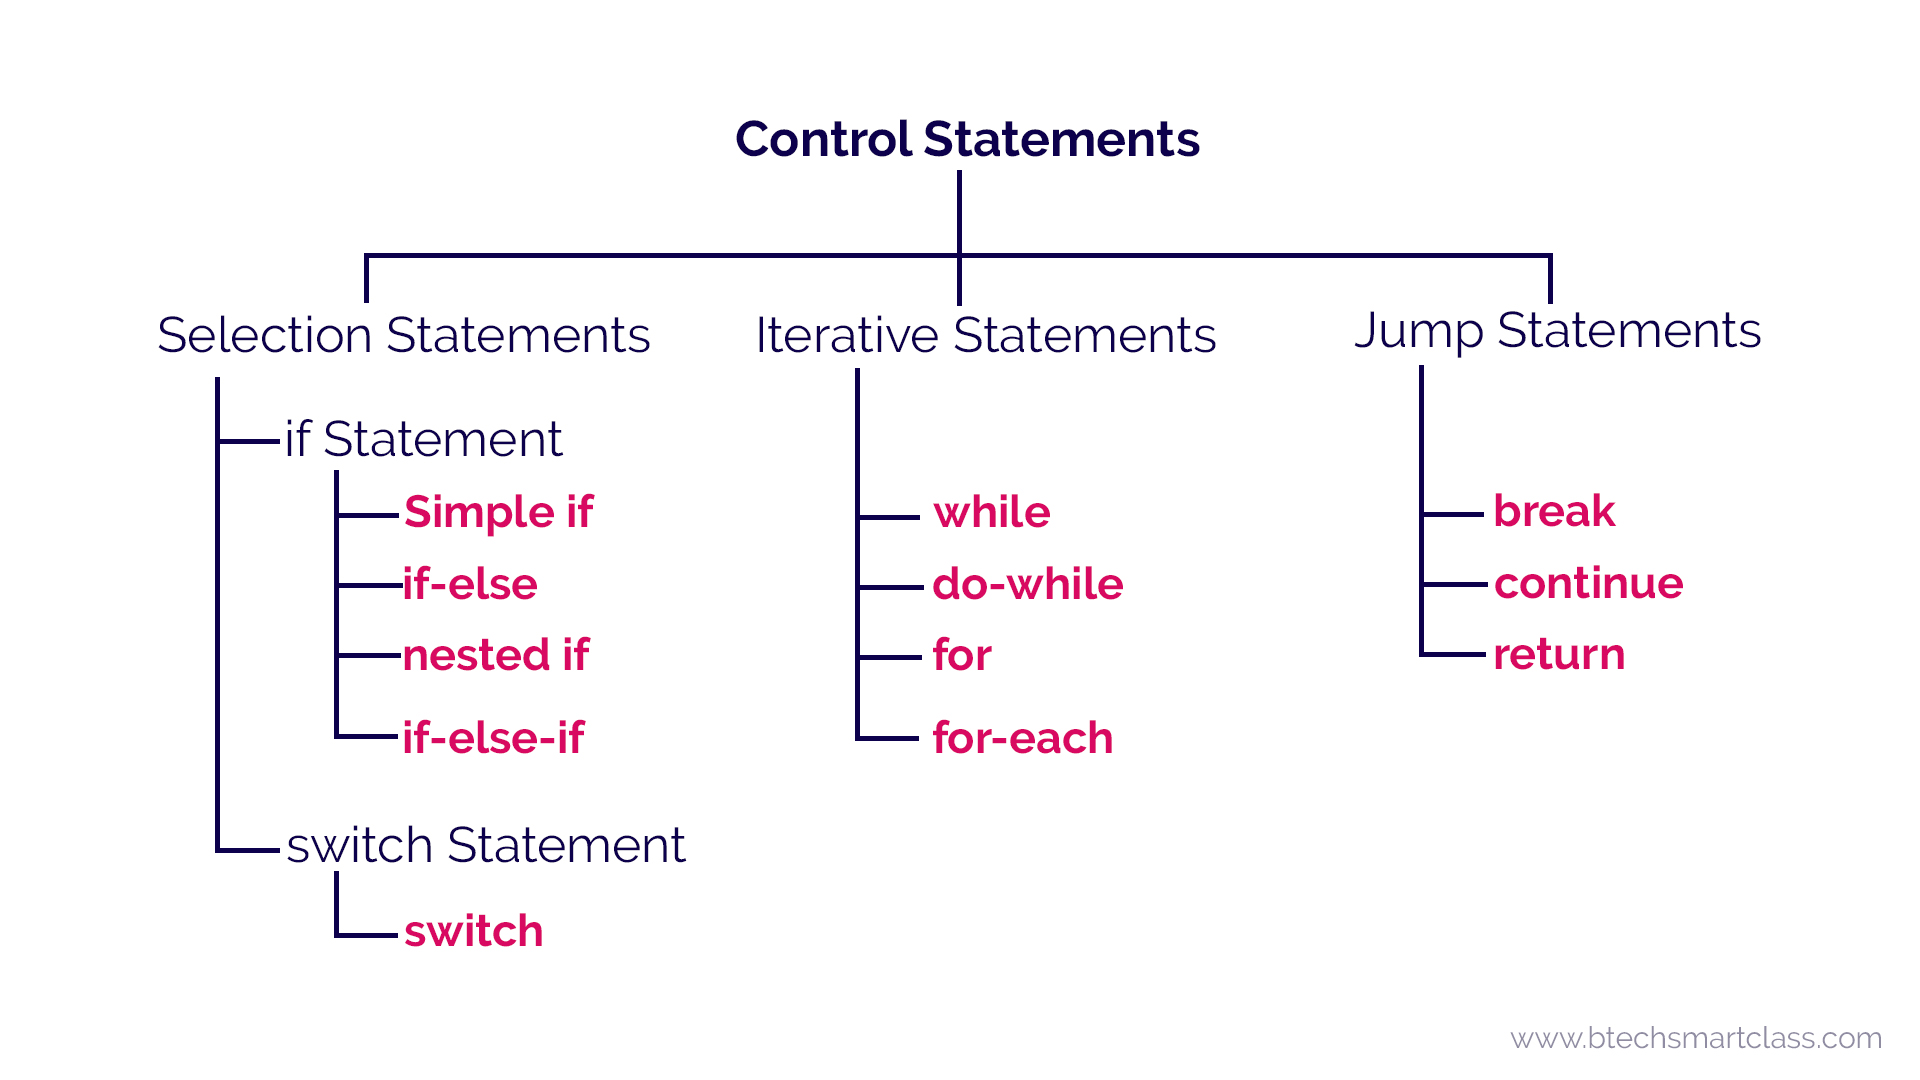 Control Statements
Selection Statements
if Statement
Simple if
if-else
nested if
if-else-if
switch Statement
switch
Iterative Statements
while
do-while
for
for-each
Jump Statements
break
continue
return
www.btechsmartclass.com